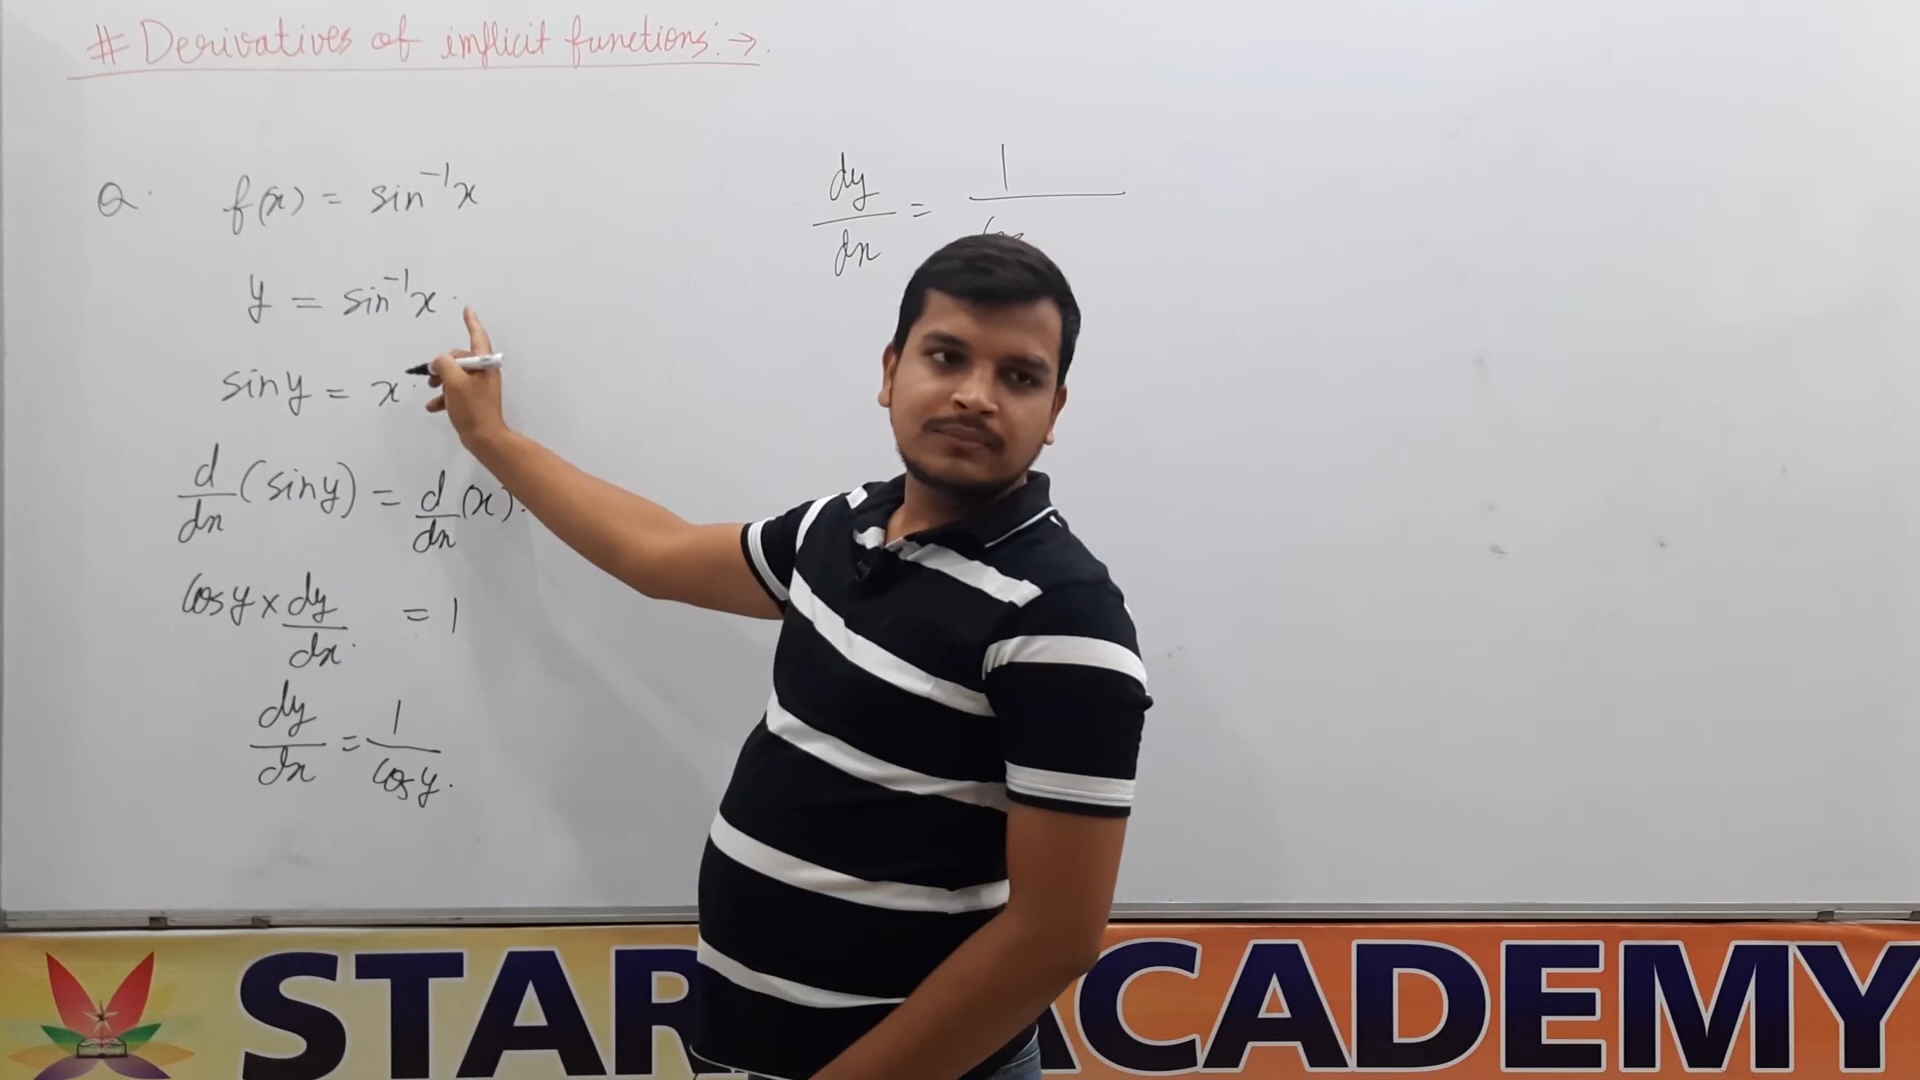 # Derivatives of implicit functions:→.
Q. f(x) = sin⁻¹x
y = sin⁻¹x.
sin y = x.
d/dx (sin y) = d/dx (x).
cos y × dy/dx. = 1
dy/dx = 1/cos y.
dy/dx = 1/
STAR ACADEMY